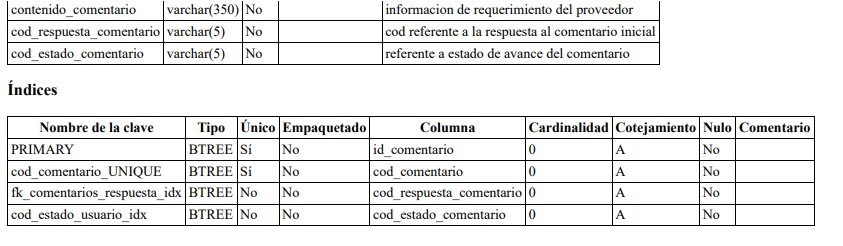 contenido_comentario varchar(350) No informacion de requerimiento del proveedor
cod_respuesta_comentario varchar(5) No cod referente a la respuesta al comentario inicial
cod_estado_comentario varchar(5) No referente a estado de avance del comentario
Índices
Nombre de la clave Tipo Único Empaquetado Columna Cardinalidad Cotejamiento Nulo Comentario
PRIMARY BTREE Sí No id_comentario 0 A No
cod_comentario_UNIQUE BTREE Sí No cod_comentario 0 A No
fk_comentarios_respuesta_idx BTREE No No cod_respuesta_comentario 0 A No
cod_estado_usuario_idx BTREE No No cod_estado_comentario 0 A No